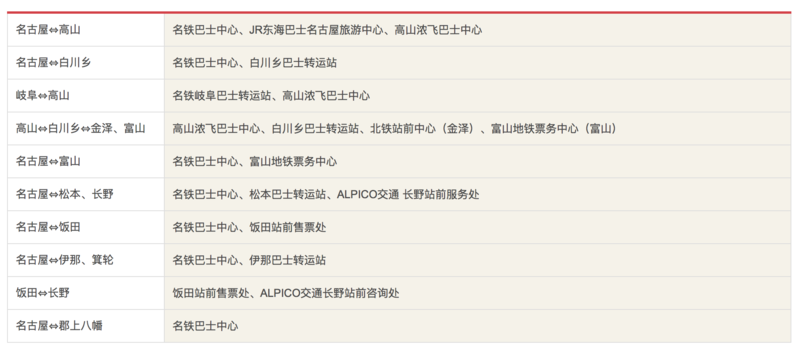 名古屋⇔高山 名铁巴士中心、JR东海巴士名古屋旅游中心、高山浓飞巴士中心
名古屋⇔白川乡 名铁巴士中心、白川乡巴士转运站
岐阜⇔高山 名铁岐阜巴士转运站、高山浓飞巴士中心
高山⇔白川乡⇔金泽、富山 高山浓飞巴士中心、白川乡巴士转运站、北铁站前中心（金泽）、富山地铁票务中心（富山）
名古屋⇔富山 名铁巴士中心、富山地铁票务中心
名古屋⇔松本、长野 名铁巴士中心、松本巴士转运站、ALPICO交通 长野站前服务处
名古屋⇔饭田 名铁巴士中心、饭田站前售票处
名古屋⇔伊那、箕轮 名铁巴士中心、伊那巴士转运站
饭田⇔长野 饭田站前售票处、ALPICO交通长野站前咨询处
名古屋⇔郡上八幡 名铁巴士中心